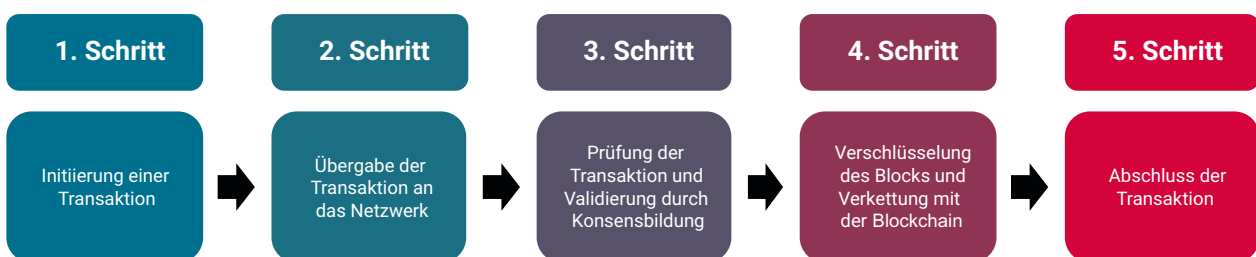 1. Schritt
2. Schritt
3. Schritt
4. Schritt
5. Schritt
Initiierung einer
Transaktion
Übergabe der
Transaktion an
das Netzwerk
Prüfung der
Transaktion und
Validierung durch
Konsensbildung
Verschlüsselung
des Blocks und
Verkettung mit
der Blockchain
Abschluss der
Transaktion